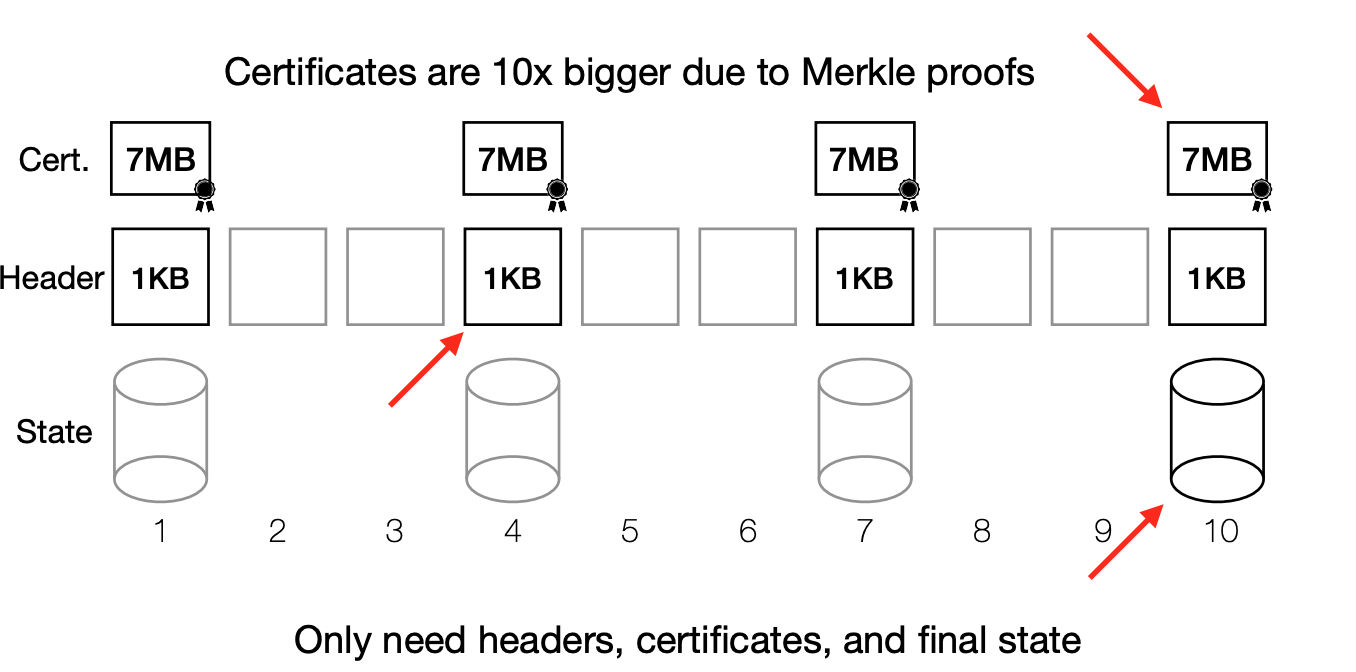 Certificates are 10x bigger due to Merkle proofs
Cert. 7MB 7MB 7MB 7MB
Header 1KB 1KB 1KB 1KB
State
1 2 3 4 5 6 7 8 9 10
Only need headers, certificates, and final state